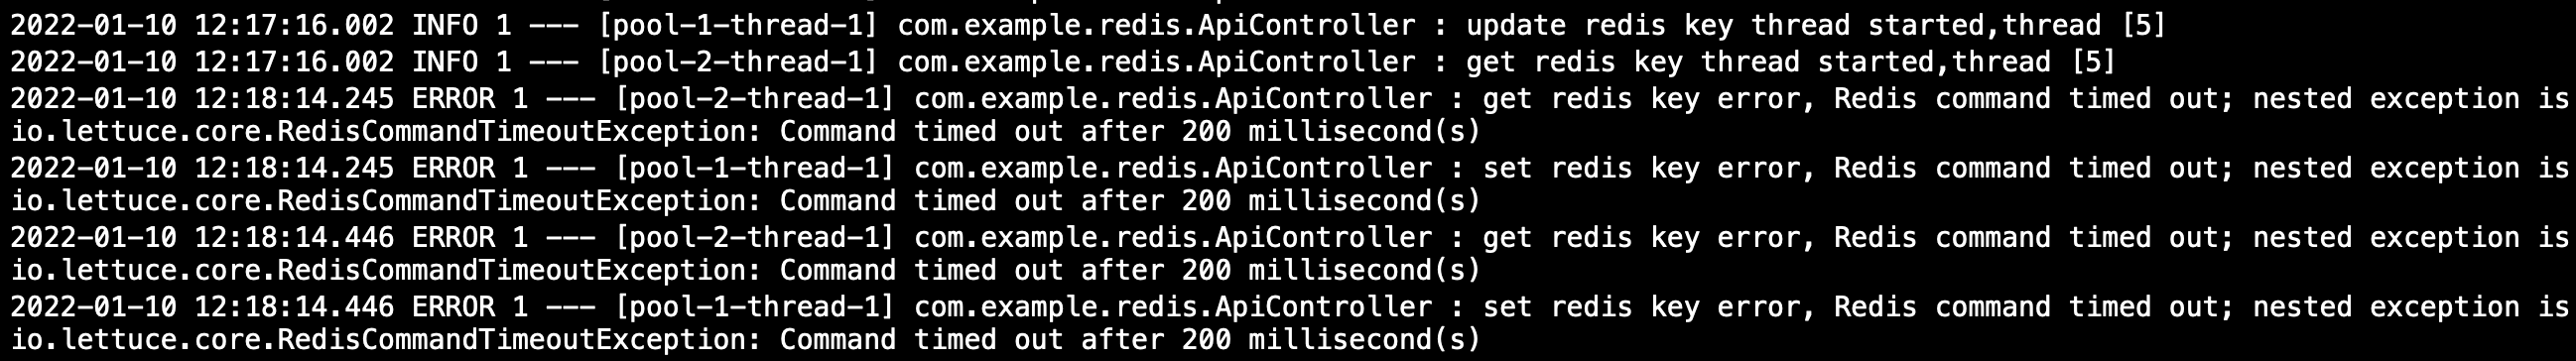 2022-01-10 12:17:16.002 INFO 1 --- [pool-1-thread-1] com.example.redis.ApiController : update redis key thread started,thread [5]
2022-01-10 12:17:16.002 INFO 1 --- [pool-2-thread-1] com.example.redis.ApiController : get redis key thread started,thread [5]
2022-01-10 12:18:14.245 ERROR 1 --- [pool-2-thread-1] com.example.redis.ApiController : get redis key error, Redis command timed out; nested exception is
io.lettuce.core.RedisCommandTimeoutException: Command timed out after 200 millisecond(s)
2022-01-10 12:18:14.245 ERROR 1 --- [pool-1-thread-1] com.example.redis.ApiController : set redis key error, Redis command timed out; nested exception is
io.lettuce.core.RedisCommandTimeoutException: Command timed out after 200 millisecond(s)
2022-01-10 12:18:14.446 ERROR 1 --- [pool-2-thread-1] com.example.redis.ApiController : get redis key error, Redis command timed out; nested exception is
io.lettuce.core.RedisCommandTimeoutException: Command timed out after 200 millisecond(s)
2022-01-10 12:18:14.446 ERROR 1 --- [pool-1-thread-1] com.example.redis.ApiController : set redis key error, Redis command timed out; nested exception is
io.lettuce.core.RedisCommandTimeoutException: Command timed out after 200 millisecond(s)